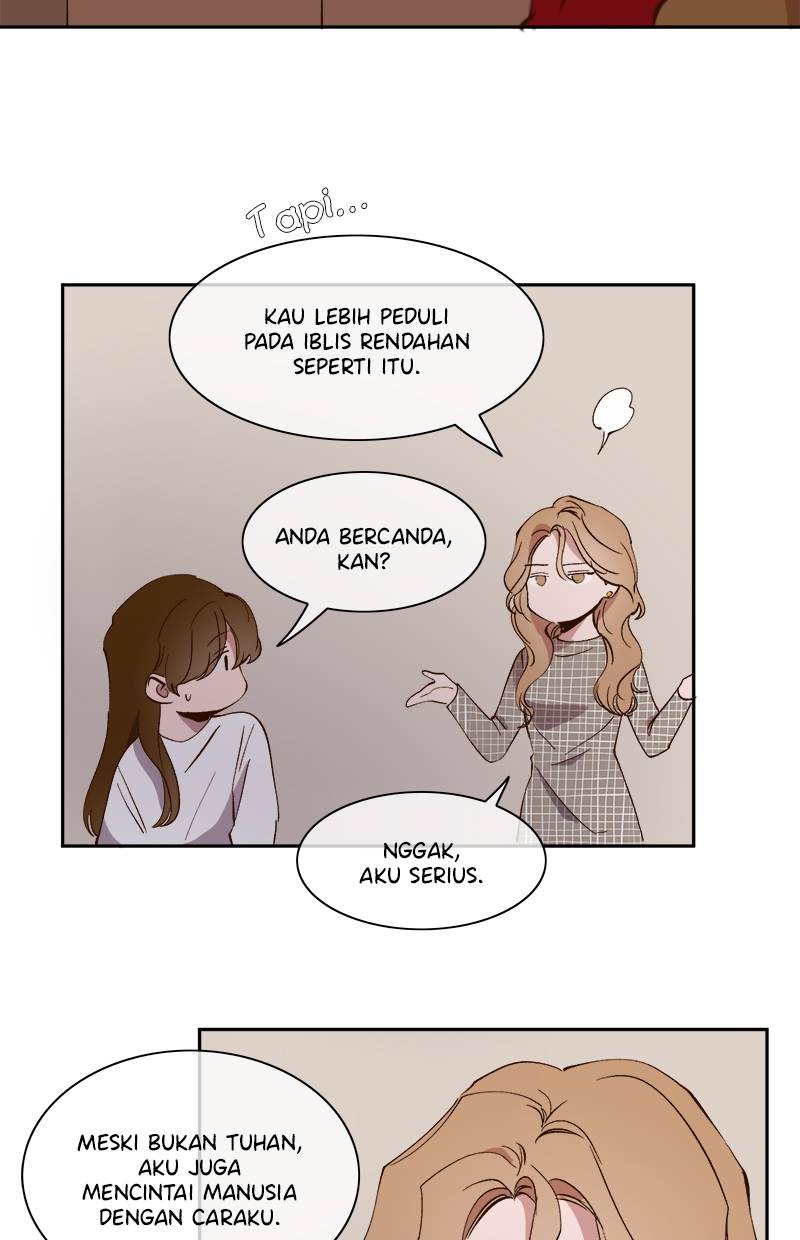 Tapi...
KAU LEBIH PEDULI
PADA IBLIS RENDAHAN
SEPERTI ITU.
ANDA BERCANDA,
KAN?
NGGAK,
AKU SERIUS.
MESKI BUKAN TUHAN,
AKU JUGA
MENCINTAI MANUSIA
DENGAN CARAKU.